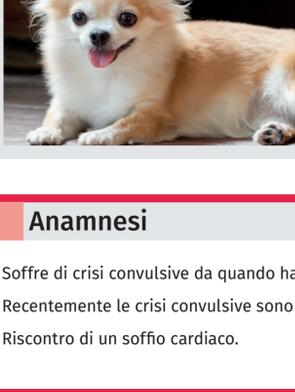 Anamnesi
Soffre di crisi convulsive da quando ha
Recentemente le crisi convulsive sono
Riscontro di un soffio cardiaco.